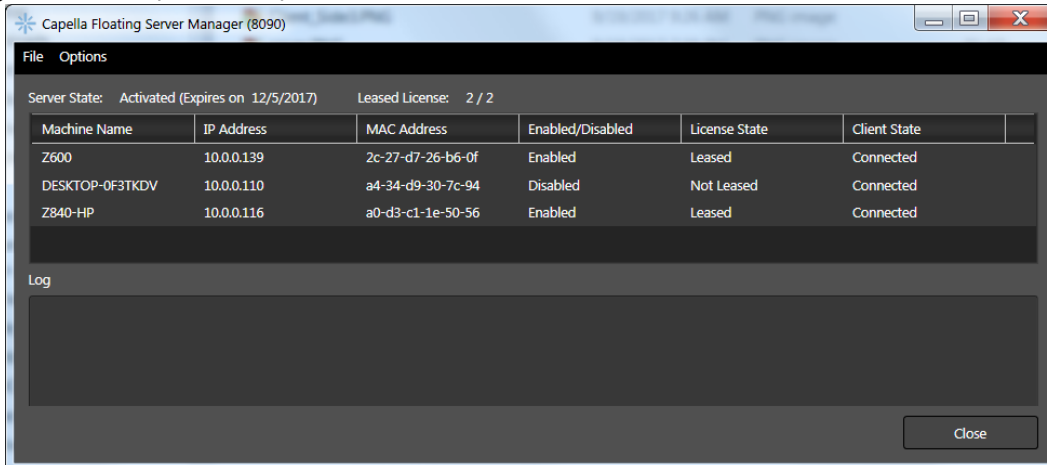 Capella Floating Server Manager (8090)
File Options
Server State: Activated (Expires on 12/5/2017) Leased License: 2 / 2
Machine Name IP Address MAC Address Enabled/Disabled License State Client State
Z600 10.0.0.139 2c-27-d7-26-b6-0f Enabled Leased Connected
DESKTOP-0F3TKDV 10.0.0.110 a4-34-d9-30-7c-94 Disabled Not Leased Connected
Z840-HP 10.0.0.116 a0-d3-c1-1e-50-56 Enabled Leased Connected
Log
Close